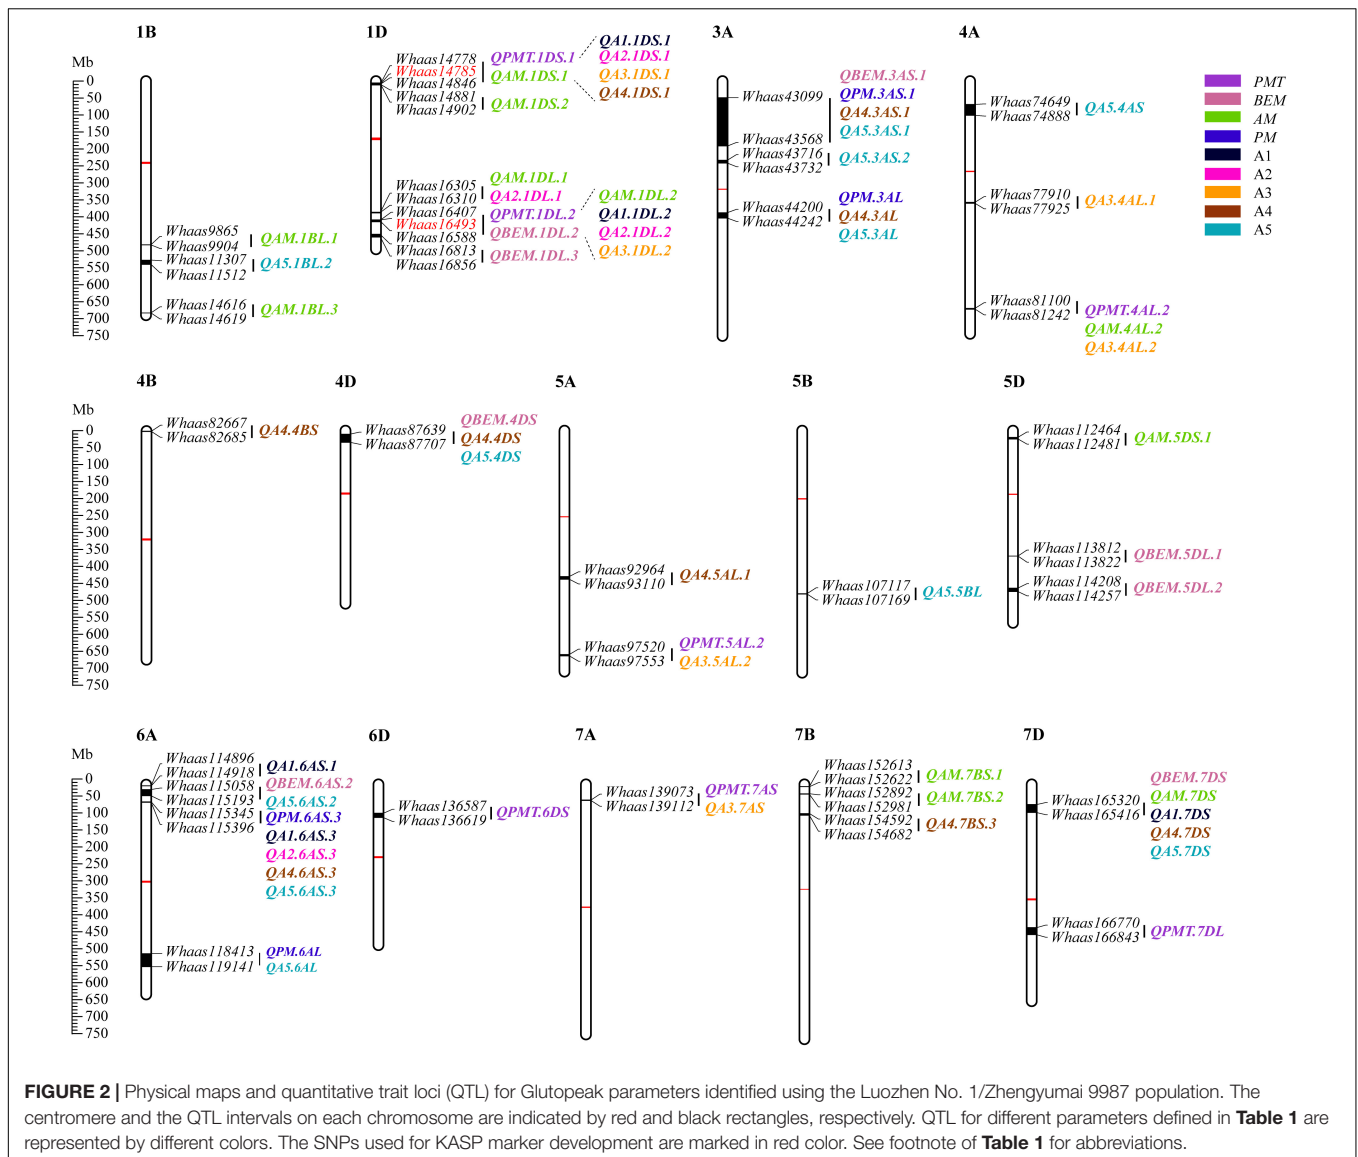 1B
1D
3A
4A
Mb
0
50
100
150
200
250
300
350
400
450
500
550
600
650
700
750
Whaas9865
Whaas9904
QAM.1BL.1
Whaas11307
Whaas11512
QA5.1BL.2
Whaas14616
Whaas14619
QAM.1BL.3
Whaas14778
Whaas14785
Whaas14846
Whaas14881
Whaas14902
QPMT.1DS.1
QAM.1DS.1
QAM.1DS.2
QA1.1DS.1
QA2.1DS.1
QA3.1DS.1
QA4.1DS.1
Whaas16305
Whaas16310
Whaas16407
Whaas16493
Whaas16588
Whaas16813
Whaas16856
QAM.1DL.1
QA2.1DL.1
QPMT.1DL.2
QBEM.1DL.2
QBEM.1DL.3
QAM.1DL.2
QA1.1DL.2
QA2.1DL.2
QA3.1DL.2
Whaas43099
Whaas43568
Whaas43716
Whaas43732
QBEM.3AS.1
QPM.3AS.1
QA4.3AS.1
QA5.3AS.1
QA5.3AS.2
Whaas44200
Whaas44242
QPM.3AL
QA4.3AL
QA5.3AL
Whaas74649
Whaas74888
QA5.4AS
Whaas77910
Whaas77925
QA3.4AL.1
Whaas81100
Whaas81242
QPMT.4AL.2
QAM.4AL.2
QA3.4AL.2
PMT
BEM
AM
PM
A1
A2
A3
A4
A5
4B
4D
5A
5B
5D
Mb
0
50
100
150
200
250
300
350
400
450
500
550
600
650
700
750
Whaas82667
Whaas82685
QA4.4BS
Whaas87639
Whaas87707
QBEM.4DS
QA4.4DS
QA5.4DS
Whaas92964
Whaas93110
QA4.5AL.1
Whaas97520
Whaas97553
QPMT.5AL.2
QA3.5AL.2
Whaas107117
Whaas107169
QA5.5BL
Whaas112464
Whaas112481
QAM.5DS.1
Whaas113812
Whaas113822
QBEM.5DL.1
Whaas114208
Whaas114257
QBEM.5DL.2
6A
6D
7A
7B
7D
Mb
0
50
100
150
200
250
300
350
400
450
500
550
600
650
700
750
Whaas114896
Whaas114918
Whaas115058
Whaas115193
Whaas115345
Whaas115396
QA1.6AS.1
QBEM.6AS.2
QA5.6AS.2
QPM.6AS.3
QA1.6AS.3
QA2.6AS.3
QA4.6AS.3
QA5.6AS.3
Whaas118413
Whaas119141
QPM.6AL
QA5.6AL
Whaas136587
Whaas136619
QPMT.6DS
Whaas139073
Whaas139112
QPMT.7AS
QA3.7AS
Whaas152613
Whaas152622
Whaas152892
Whaas152981
Whaas154592
Whaas154682
QAM.7BS.1
QAM.7BS.2
QA4.7BS.3
Whaas165320
Whaas165416
QBEM.7DS
QAM.7DS
QA1.7DS
QA4.7DS
QA5.7DS
Whaas166770
Whaas166843
QPMT.7DL
FIGURE 2 | Physical maps and quantitative trait loci (QTL) for Glutopeak parameters identified using the Luozhen No. 1/Zhengyumai 9987 population. The
centromere and the QTL intervals on each chromosome are indicated by red and black rectangles, respectively. QTL for different parameters defined in Table 1 are
represented by different colors. The SNPs used for KASP marker development are marked in red color. See footnote of Table 1 for abbreviations.